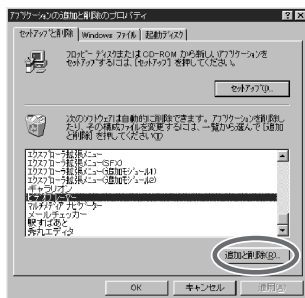 アプリケーションの追加と削除のプロパティ
セットアップと削除 Windows ファイル 起動ディスク
フロッピー ディスクまたは CD-ROM から新しいアプリケーションを
セットアップするには、[セットアップ] を押してください。
セットアップ(I)...
次のソフトウェアは自動的に削除できます。アプリケーションを削除し
たり、その構成ファイルを変更するには、一覧から選んで [追加
と削除] を押してください(T)
エクスプローラ拡張メニュー
エクスプローラ拡張メニュー(SFX)
エクスプローラ拡張メニュー(追加モジュール1)
エクスプローラ拡張メニュー(追加モジュール2)
ギャラリオン
マルチメディア ナビゲーター
メールチェッカー
駅すぱあと
秀丸エディタ
追加と削除(R)...
OK キャンセル 適用(A)